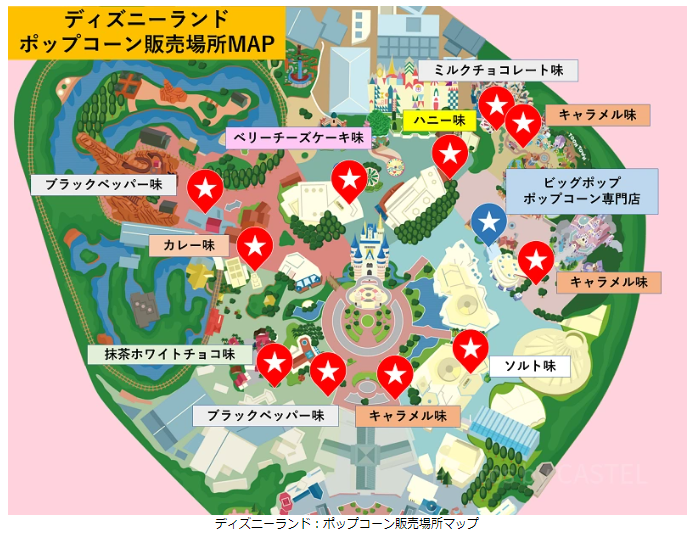 ディズニーランド
ポップコーン販売場所MAP
ミルクチョコレート味
キャラメル味
ハニー味
ベリーチーズケーキ味
ブラックペッパー味
ビッグポップ
ポップコーン専門店
カレー味
キャラメル味
抹茶ホワイトチョコ味
ソルト味
ブラックペッパー味
キャラメル味
CASTEL
ディズニーランド：ポップコーン販売場所マップ